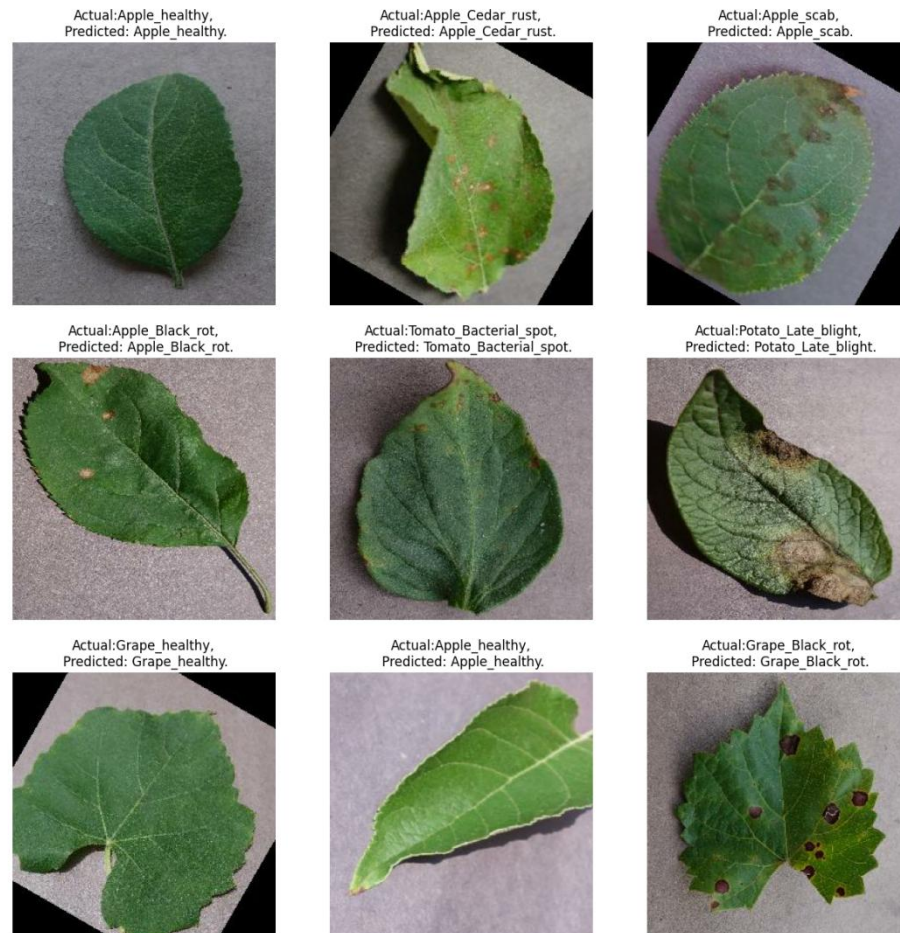 Actual:Apple_healthy,
Predicted: Apple_healthy.
Actual:Apple_Cedar_rust,
Predicted: Apple_Cedar_rust.
Actual:Apple_scab,
Predicted: Apple_scab.
Actual:Apple_Black_rot,
Predicted: Apple_Black_rot.
Actual:Tomato_Bacterial_spot,
Predicted: Tomato_Bacterial_spot.
Actual:Potato_Late_blight,
Predicted: Potato_Late_blight.
Actual:Grape_healthy,
Predicted: Grape_healthy.
Actual:Apple_healthy,
Predicted: Apple_healthy.
Actual:Grape_Black_rot,
Predicted: Grape_Black_rot.